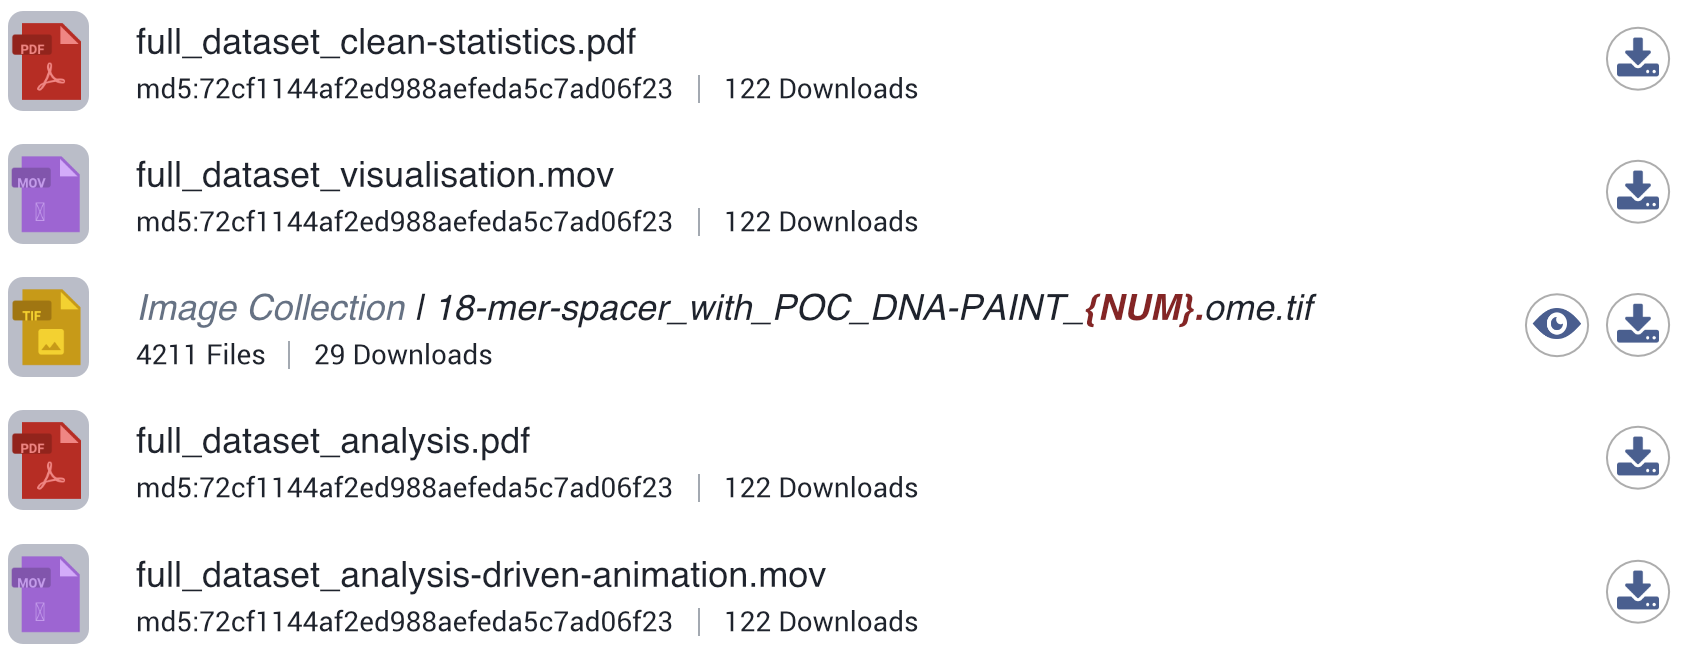 PDF
full_dataset_clean-statistics.pdf
md5:72cf1144af2ed988aefeda5c7ad06f23 | 122 Downloads
MOV
full_dataset_visualisation.mov
md5:72cf1144af2ed988aefeda5c7ad06f23 | 122 Downloads
TIF
Image Collection | 18-mer-spacer_with_POC_DNA-PAINT_{NUM}.ome.tif
4211 Files | 29 Downloads
PDF
full_dataset_analysis.pdf
md5:72cf1144af2ed988aefeda5c7ad06f23 | 122 Downloads
MOV
full_dataset_analysis-driven-animation.mov
md5:72cf1144af2ed988aefeda5c7ad06f23 | 122 Downloads